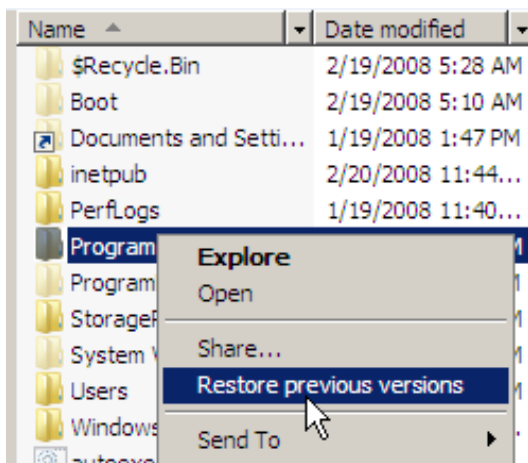 Name Date modified
$Recycle.Bin 2/19/2008 5:28 AM
Boot 2/19/2008 5:10 AM
Documents and Setti... 1/19/2008 1:47 PM
inetpub 2/20/2008 11:44...
PerfLogs 1/19/2008 11:40...
Program
Explore
Program
Open
Storage
System
Share...
Users
Restore previous versions
Windows
Send To